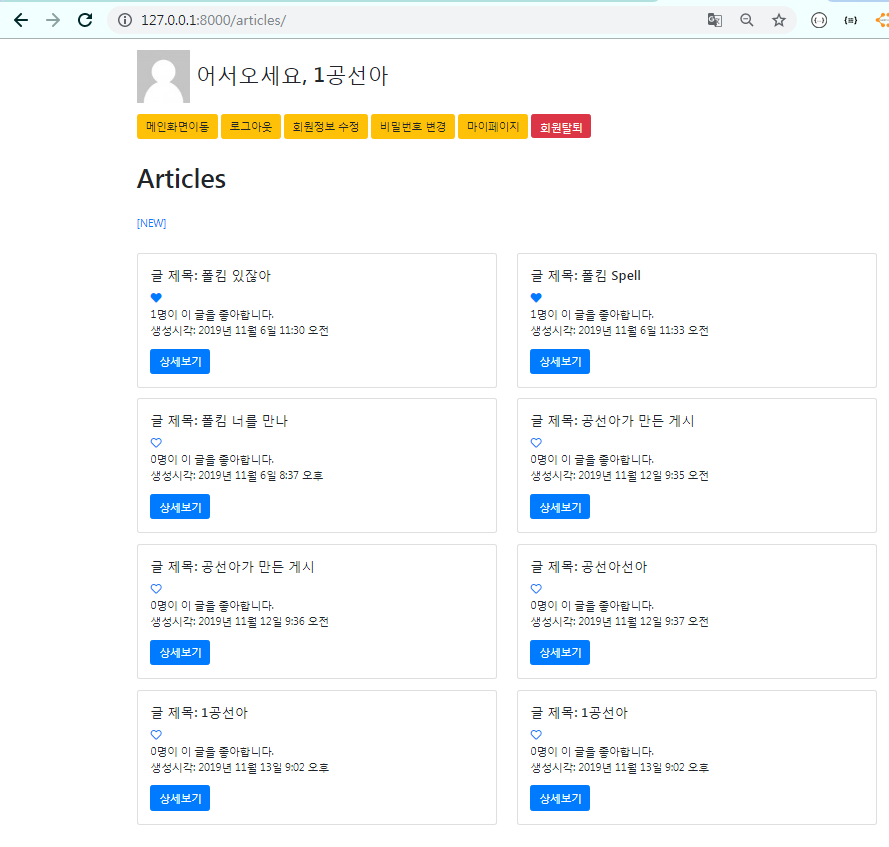 127.0.0.1:8000/articles/
어서오세요, 1공선아
메인화면이동 로그아웃 회원정보 수정 비밀번호 변경 마이페이지 회원탈퇴
Articles
[NEW]
글 제목: 폴킴 있잖아
1명이 이 글을 좋아합니다.
생성시각: 2019년 11월 6일 11:30 오전
상세보기
글 제목: 폴킴 Spell
1명이 이 글을 좋아합니다.
생성시각: 2019년 11월 6일 11:33 오전
상세보기
글 제목: 폴킴 너를 만나
0명이 이 글을 좋아합니다.
생성시각: 2019년 11월 6일 8:37 오후
상세보기
글 제목: 공선아가 만든 게시
0명이 이 글을 좋아합니다.
생성시각: 2019년 11월 12일 9:35 오전
상세보기
글 제목: 공선아가 만든 게시
0명이 이 글을 좋아합니다.
생성시각: 2019년 11월 12일 9:36 오전
상세보기
글 제목: 공선아선아
0명이 이 글을 좋아합니다.
생성시각: 2019년 11월 12일 9:37 오전
상세보기
글 제목: 1공선아
0명이 이 글을 좋아합니다.
생성시각: 2019년 11월 13일 9:02 오후
상세보기
글 제목: 1공선아
0명이 이 글을 좋아합니다.
생성시각: 2019년 11월 13일 9:02 오후
상세보기